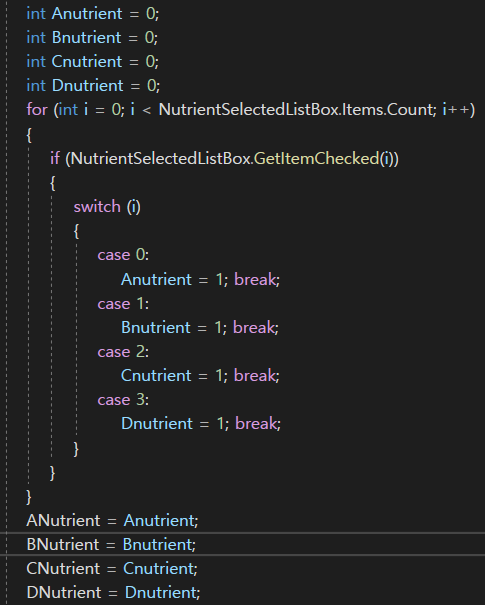 int Anutrient = 0;
int Bnutrient = 0;
int Cnutrient = 0;
int Dnutrient = 0;
for (int i = 0; i < NutrientSelectedListBox.Items.Count; i++)
{
if (NutrientSelectedListBox.GetItemChecked(i))
{
switch (i)
{
case 0:
Anutrient = 1; break;
case 1:
Bnutrient = 1; break;
case 2:
Cnutrient = 1; break;
case 3:
Dnutrient = 1; break;
}
}
}
ANutrient = Anutrient;
BNutrient = Bnutrient;
CNutrient = Cnutrient;
DNutrient = Dnutrient;